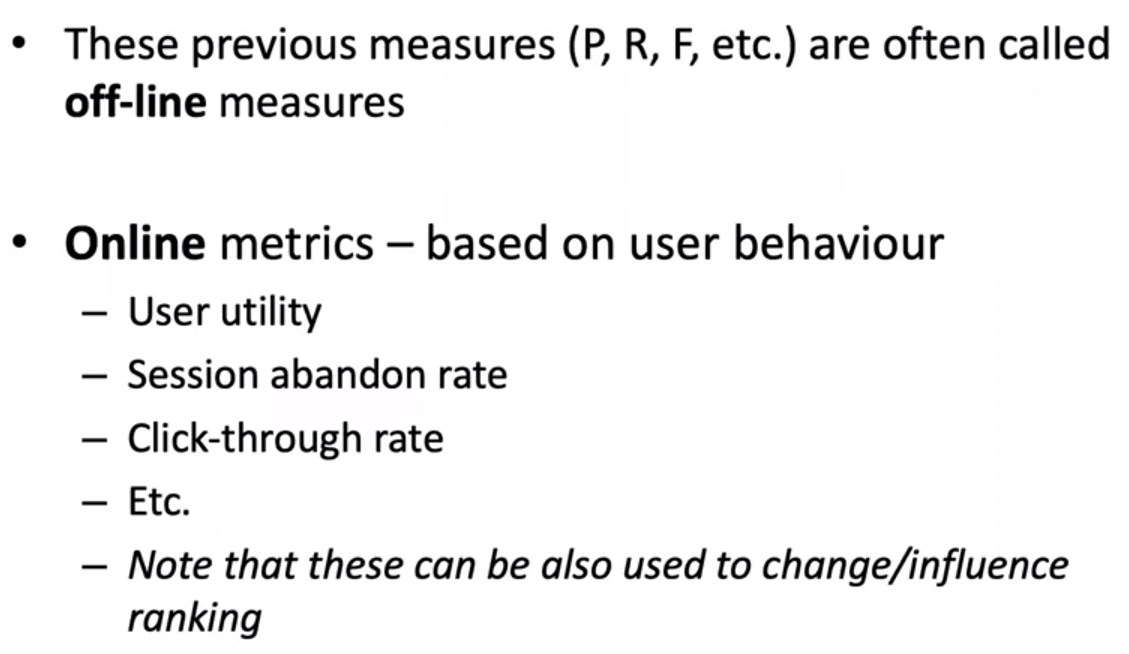 • These previous measures (P, R, F, etc.) are often called
off-line measures
• Online metrics – based on user behaviour
– User utility
– Session abandon rate
– Click-through rate
– Etc.
– Note that these can be also used to change/influence
ranking